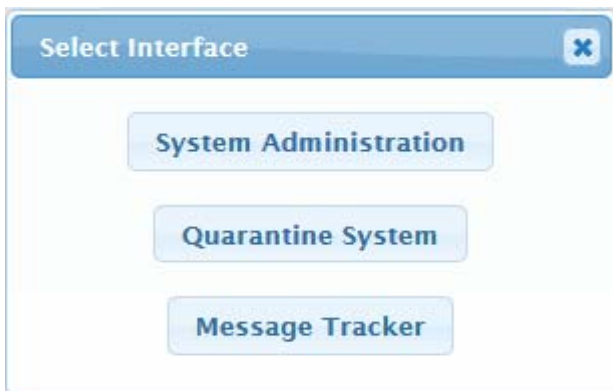 Select Interface
System Administration
Quarantine System
Message Tracker